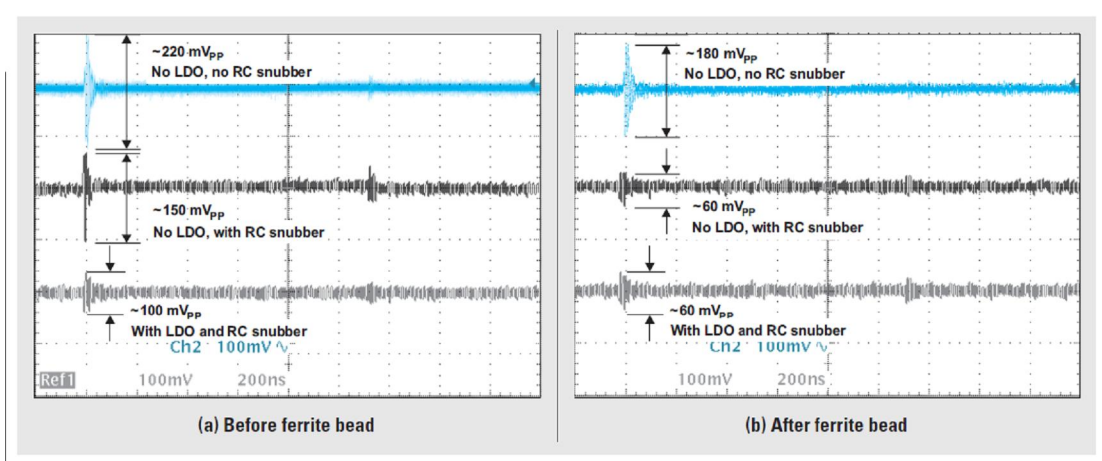 ~220 mVPP
No LDO, no RC snubber
~150 mVPP
No LDO, with RC snubber
~100 mVPP
With LDO and RC snubber
Ch2 100mV ∿
Ref1 100mV 200ns
(a) Before ferrite bead
~180 mVPP
No LDO, no RC snubber
~60 mVPP
No LDO, with RC snubber
~60 mVPP
With LDO and RC snubber
Ch2 100mV ∿
100mV 200ns
(b) After ferrite bead